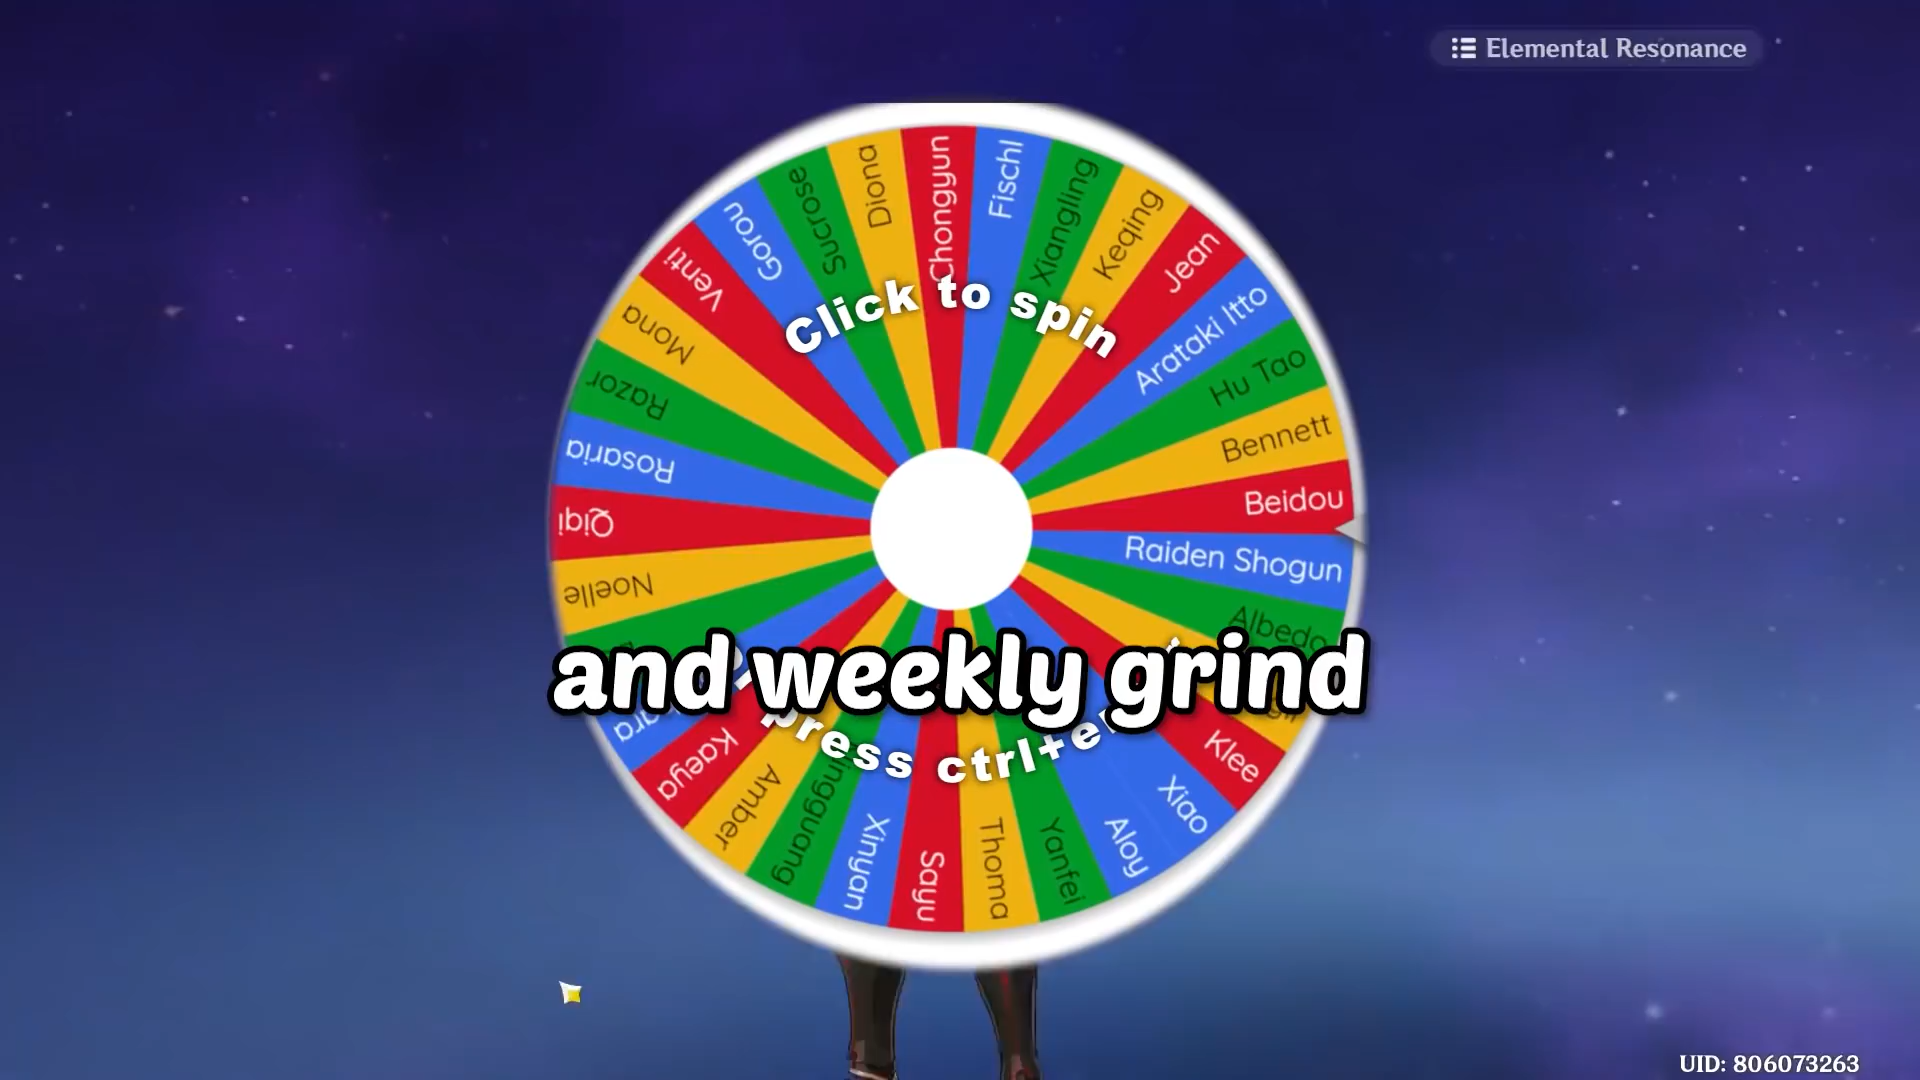 Elemental Resonance
Diona
Chongyun
Fischl
Xiangling
Keqing
Jean
Arataki Itto
Hu Tao
Bennett
Beidou
Raiden Shogun
Albedo
Klee
Xiao
Aloy
Yanfei
Thoma
Sayu
Xinyan
Amber
Kaeya
Noelle
Qiqi
Rosaria
Razor
Mona
Venti
Gorou
Sucrose
Click to spin
and weekly grind
press ctrl+
UID: 806073263